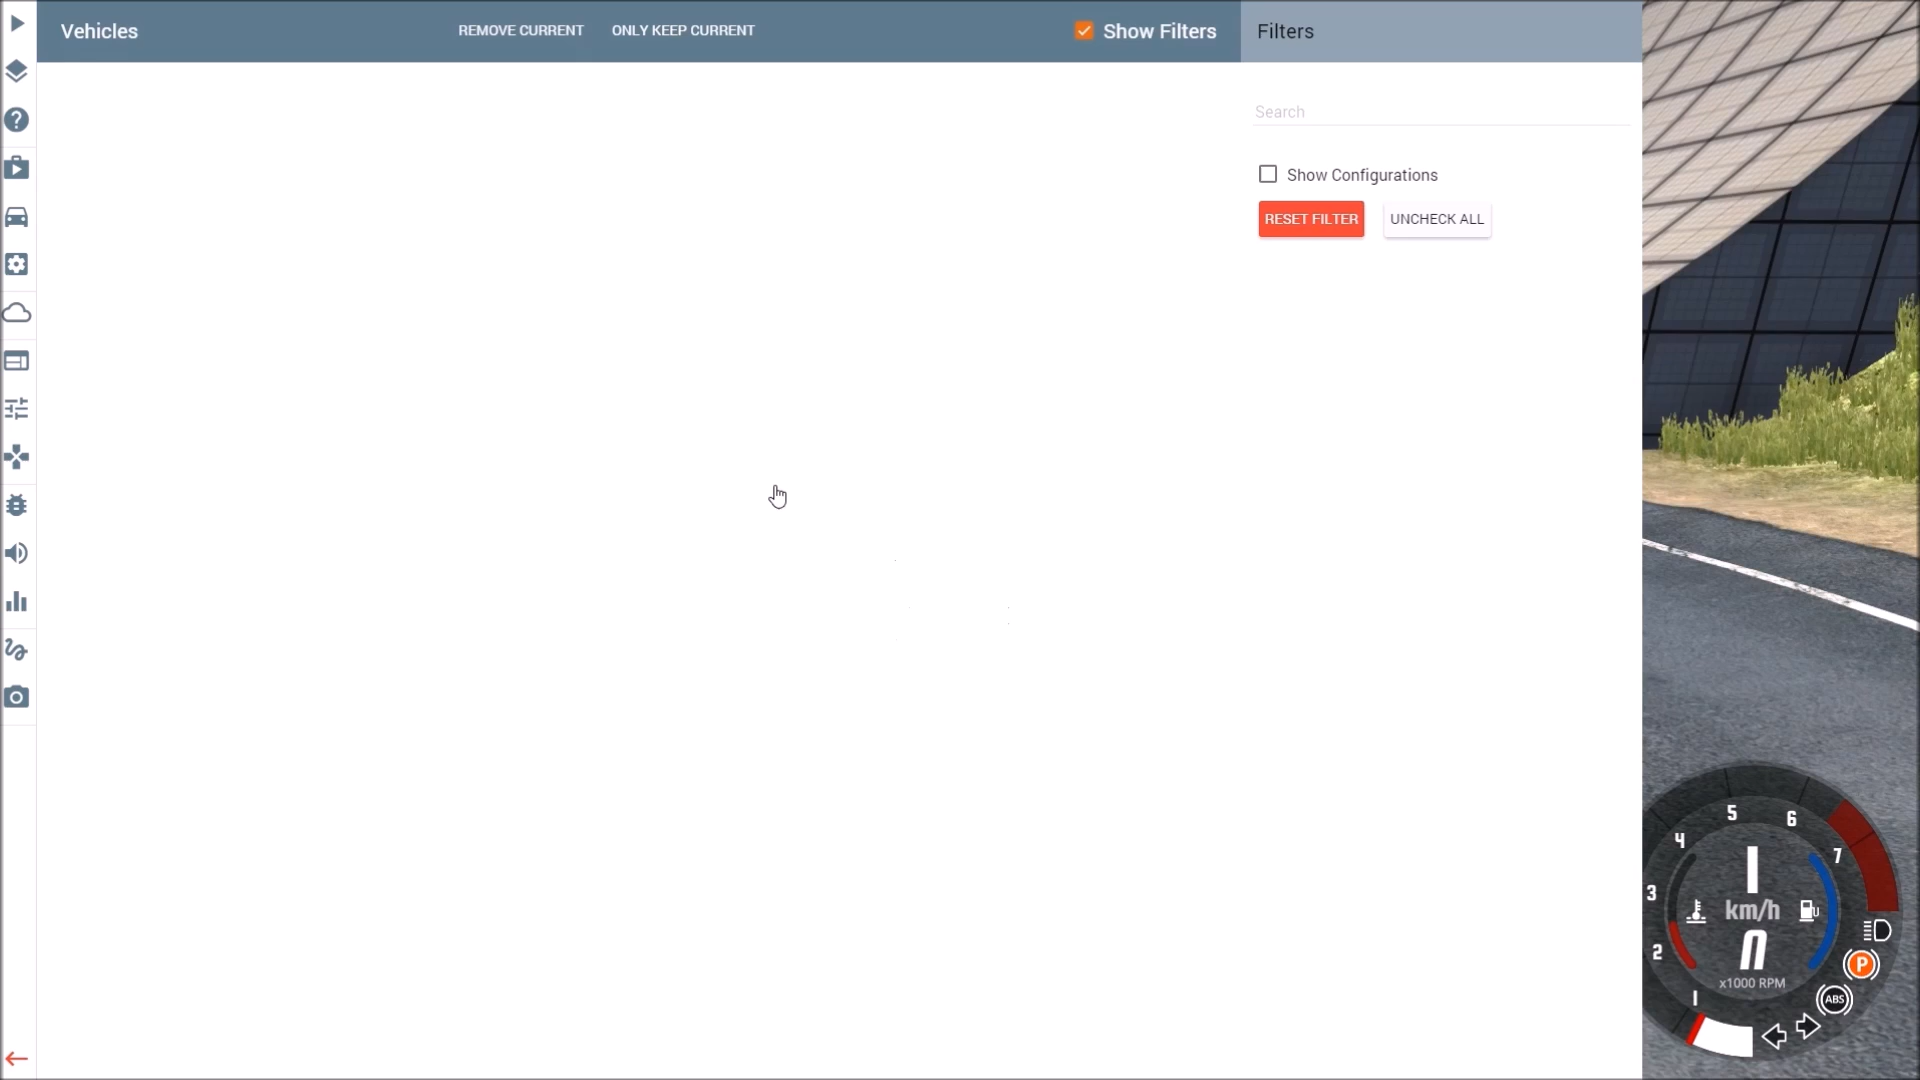 Vehicles
REMOVE CURRENT
ONLY KEEP CURRENT
Show Filters
Filters
Search
Show Configurations
RESET FILTER
UNCHECK ALL
5
6
4
7
3
km/h
2
n
x1000 RPM
P
ABS
1